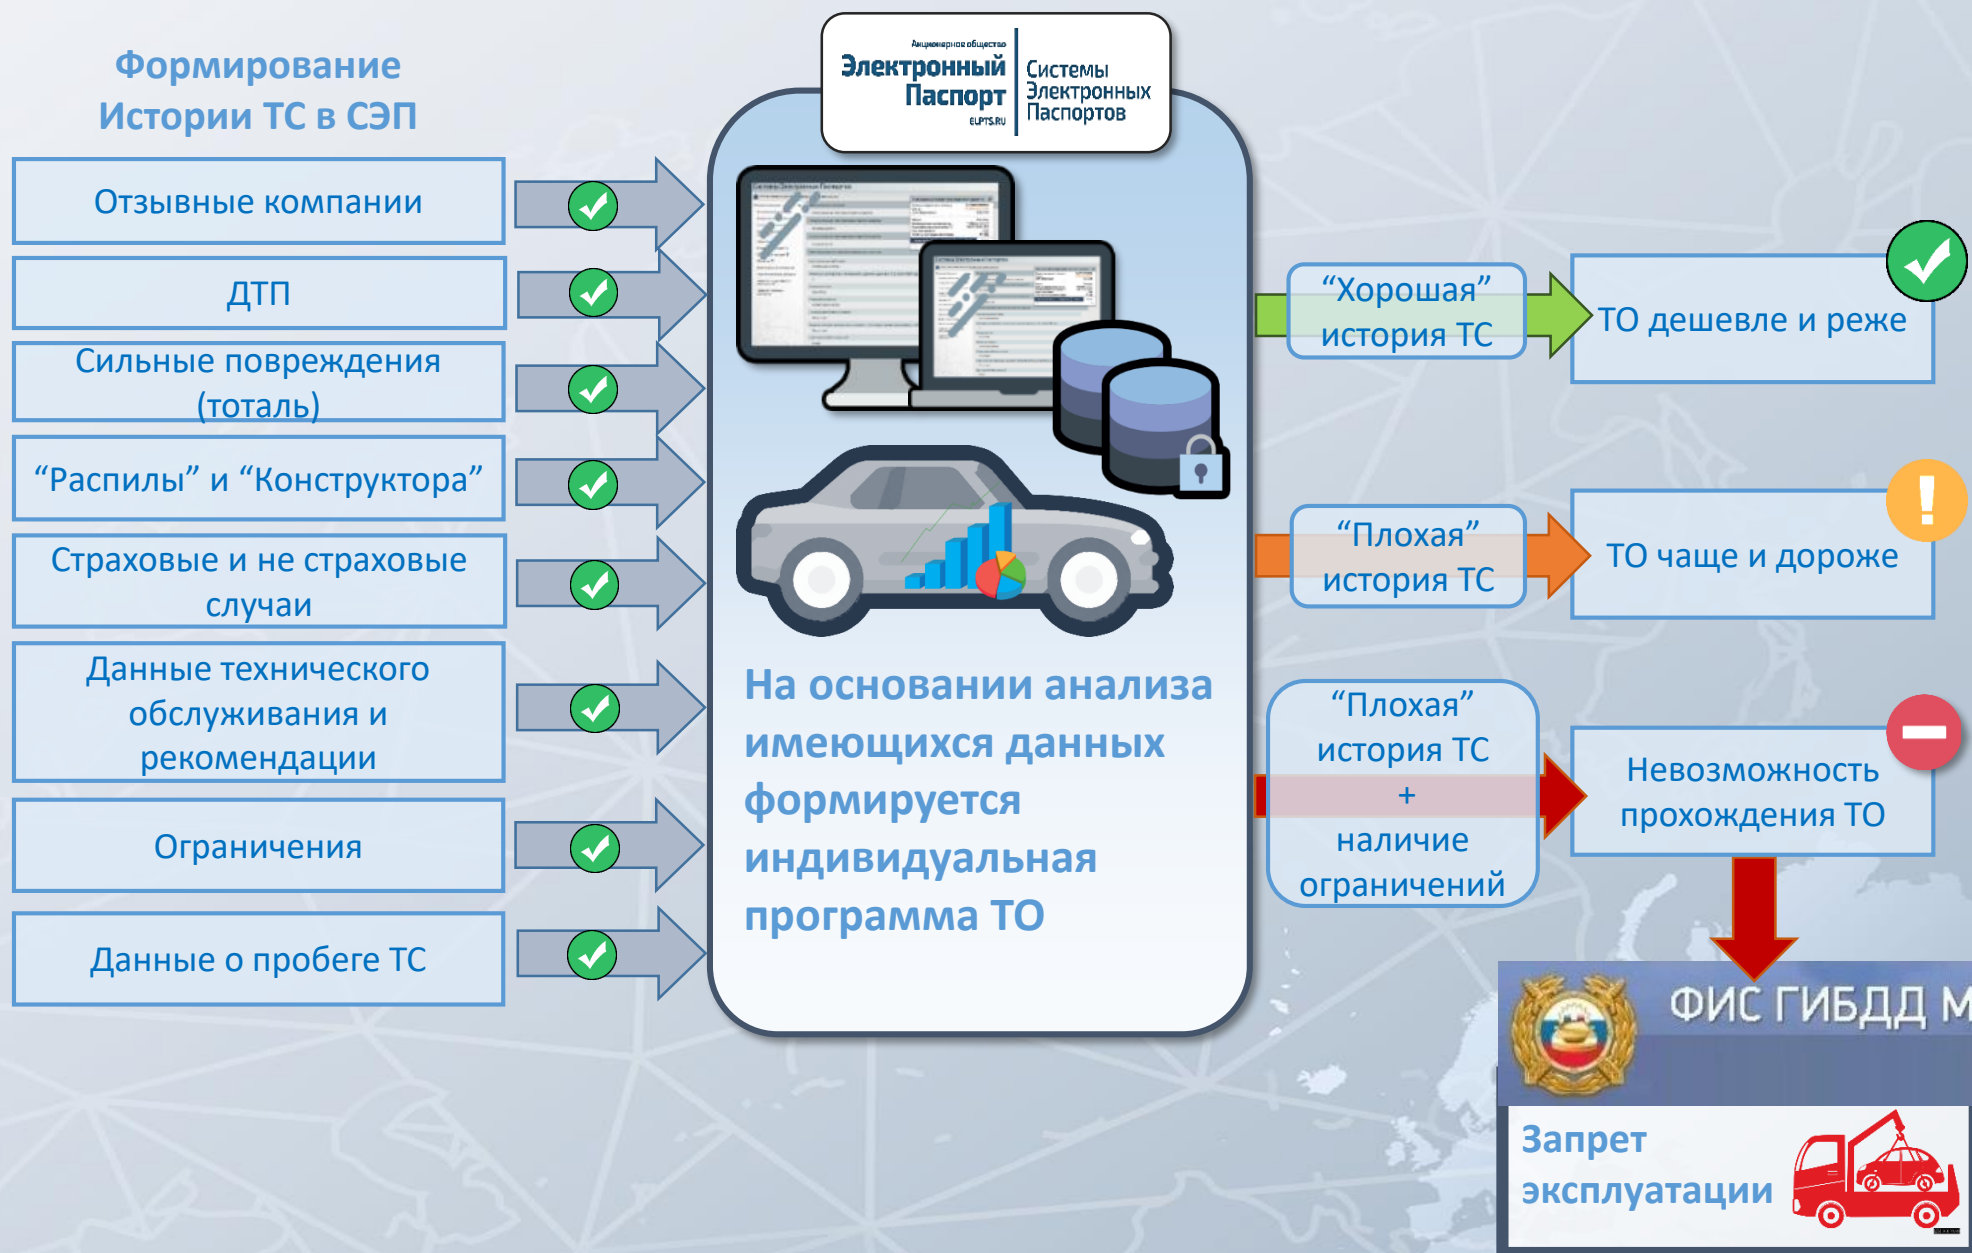 Формирование
Истории ТС в СЭП
Отзывные компании
ДТП
Сильные повреждения
(тоталь)
“Распилы” и “Конструктора”
Страховые и не страховые
случаи
Данные технического
обслуживания и
рекомендации
Ограничения
Данные о пробеге ТС
Акционерное общество
Электронный
Паспорт
ELPTS.RU
Системы
Электронных
Паспортов
На основании анализа
имеющихся данных
формируется
индивидуальная
программа ТО
“Хорошая”
история ТС
ТО дешевле и реже
“Плохая”
история ТС
ТО чаще и дороже
“Плохая”
история ТС
+
наличие
ограничений
Невозможность
прохождения ТО
ФИС ГИБДД М
Запрет
эксплуатации